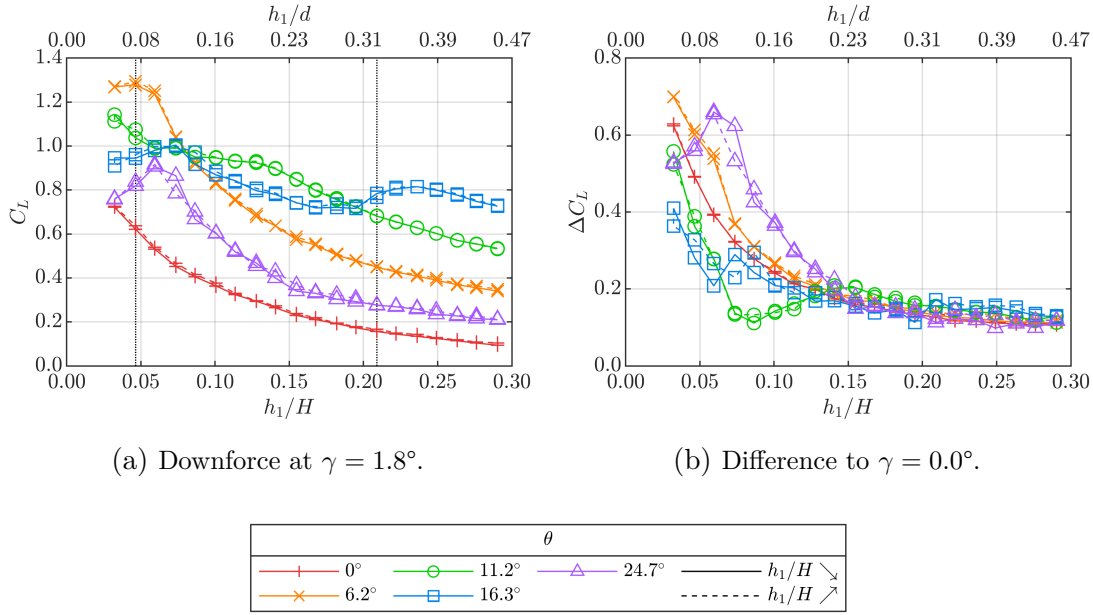 h₁/d h₁/d
0.00 0.08 0.16 0.23 0.31 0.39 0.47 0.00 0.08 0.16 0.23 0.31 0.39 0.47
1.4 0.8
1.2
1.0 0.6
0.8
C_L ΔC_L 0.4
0.6
0.4 0.2
0.2
0.0 0.0
0.00 0.05 0.10 0.15 0.20 0.25 0.30 0.00 0.05 0.10 0.15 0.20 0.25 0.30
h₁/H h₁/H
(a) Downforce at γ = 1.8°. (b) Difference to γ = 0.0°.
θ
0° 11.2° 24.7° h₁/H ↘
6.2° 16.3° h₁/H ↗